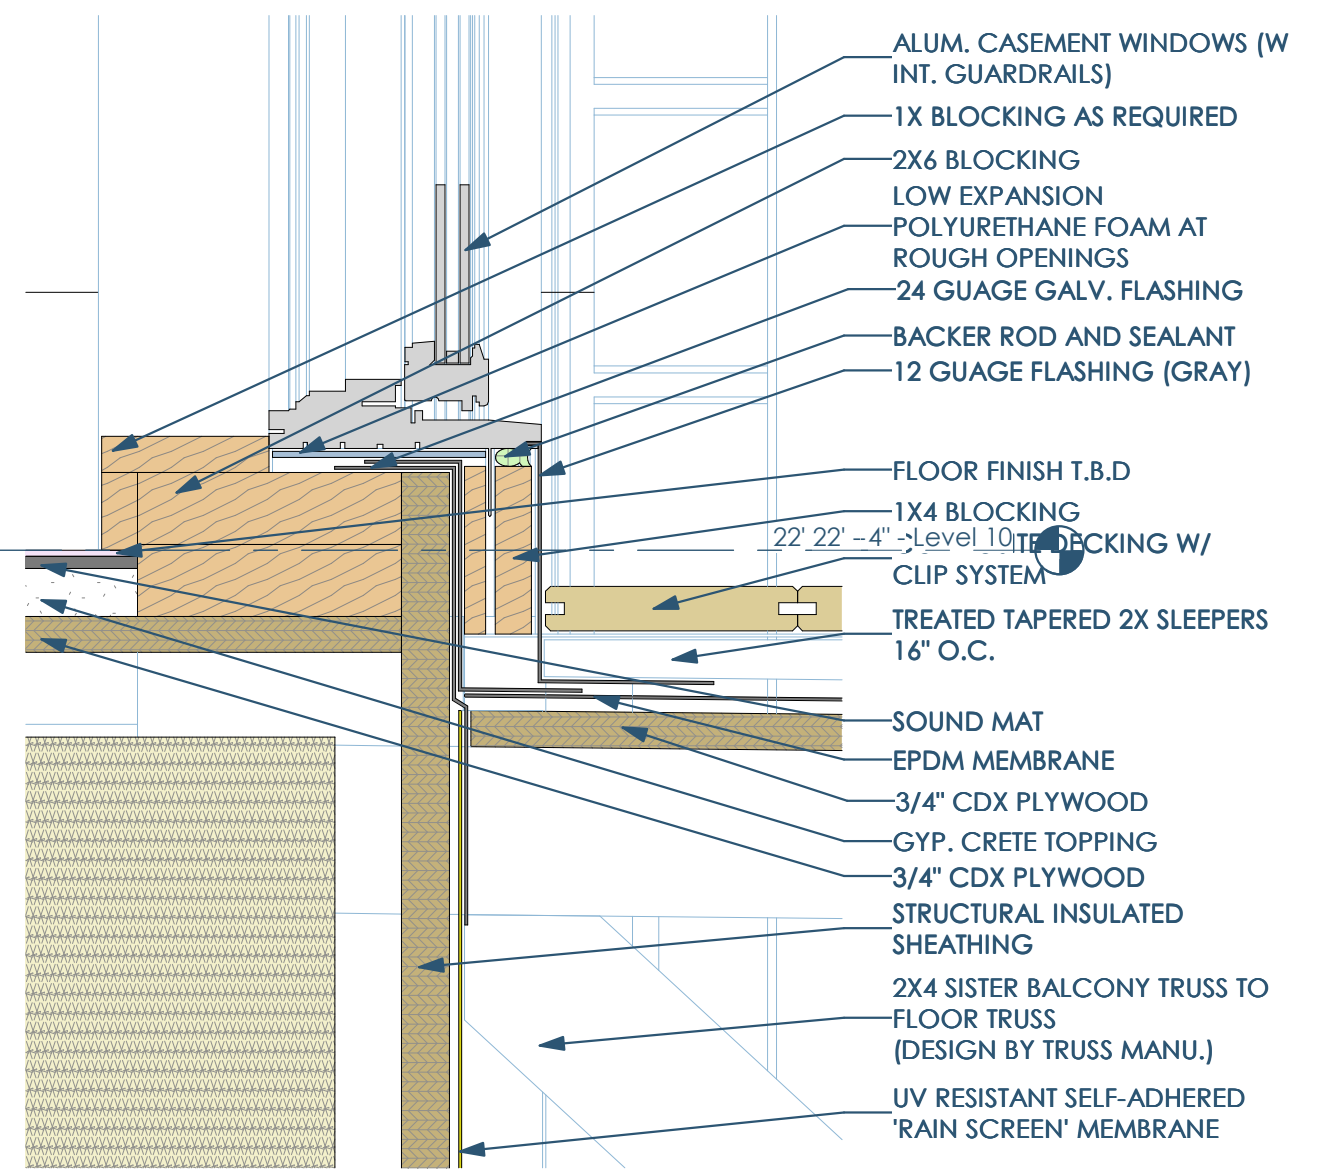 ALUM. CASEMENT WINDOWS (W
INT. GUARDRAILS)
1X BLOCKING AS REQUIRED
2X6 BLOCKING
LOW EXPANSION
POLYURETHANE FOAM AT
ROUGH OPENINGS
24 GUAGE GALV. FLASHING
BACKER ROD AND SEALANT
12 GUAGE FLASHING (GRAY)
FLOOR FINISH T.B.D
1X4 BLOCKING
22' 22' -4" - Level 10
DECKING W/
CLIP SYSTEM
TREATED TAPERED 2X SLEEPERS
16" O.C.
SOUND MAT
EPDM MEMBRANE
3/4" CDX PLYWOOD
GYP. CRETE TOPPING
3/4" CDX PLYWOOD
STRUCTURAL INSULATED
SHEATHING
2X4 SISTER BALCONY TRUSS TO
FLOOR TRUSS
(DESIGN BY TRUSS MANU.)
UV RESISTANT SELF-ADHERED
'RAIN SCREEN' MEMBRANE